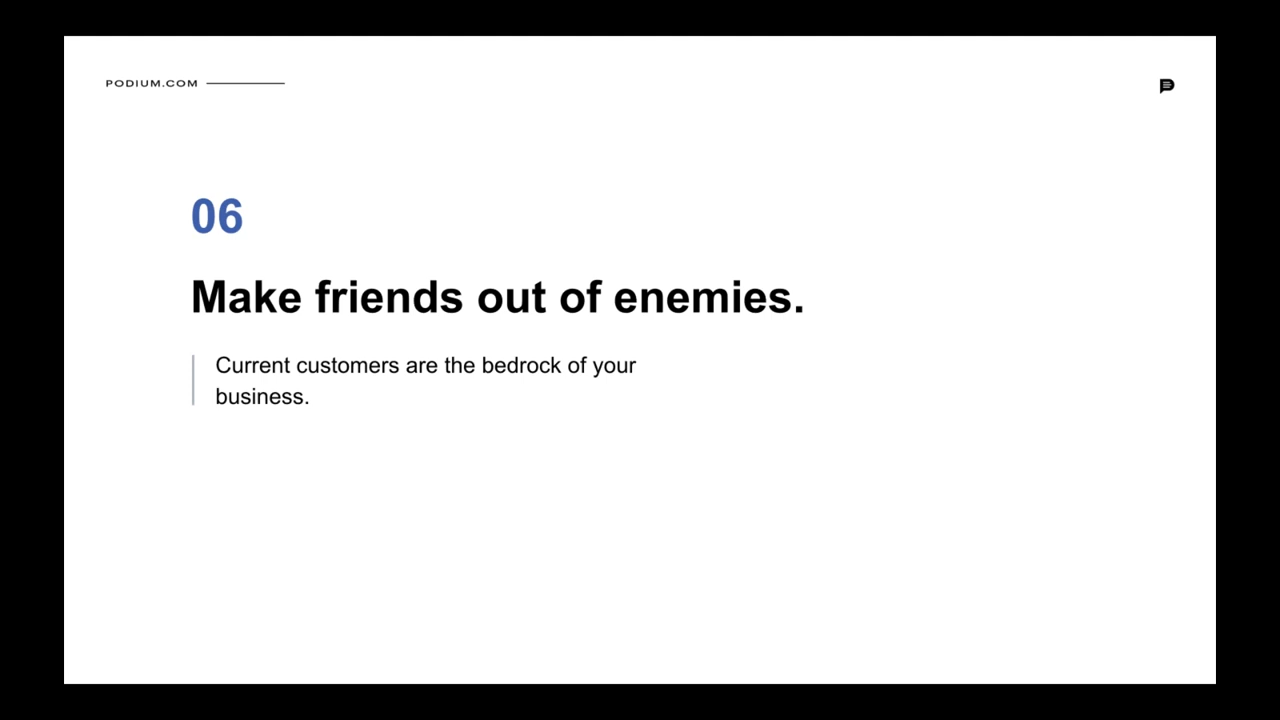 PODIUM.COM
06
Make friends out of enemies.
Current customers are the bedrock of your
business.